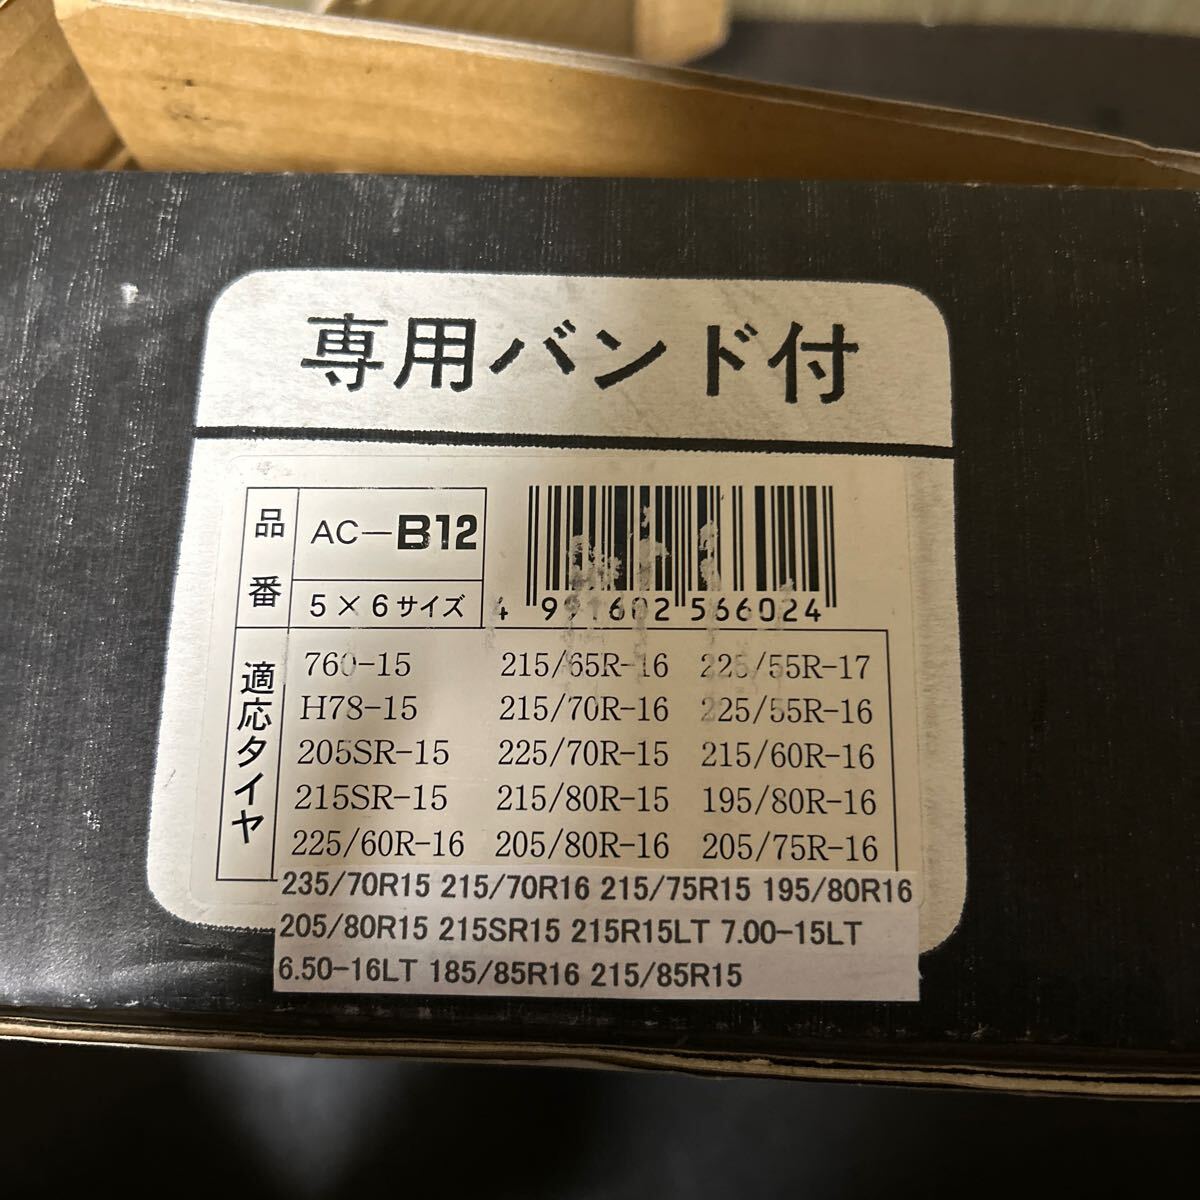 専用バンド付
品番
AC-B12
5×6サイズ
4 991602 566024
適応タイヤ
760-15 215/65R-16 225/55R-17
H78-15 215/70R-16 225/55R-16
205SR-15 225/70R-15 215/60R-16
215SR-15 215/80R-15 195/80R-16
225/60R-16 205/80R-16 205/75R-16
235/70R15 215/70R16 215/75R15 195/80R16
205/80R15 215SR15 215R15LT 7.00-15LT
6.50-16LT 185/85R16 215/85R15